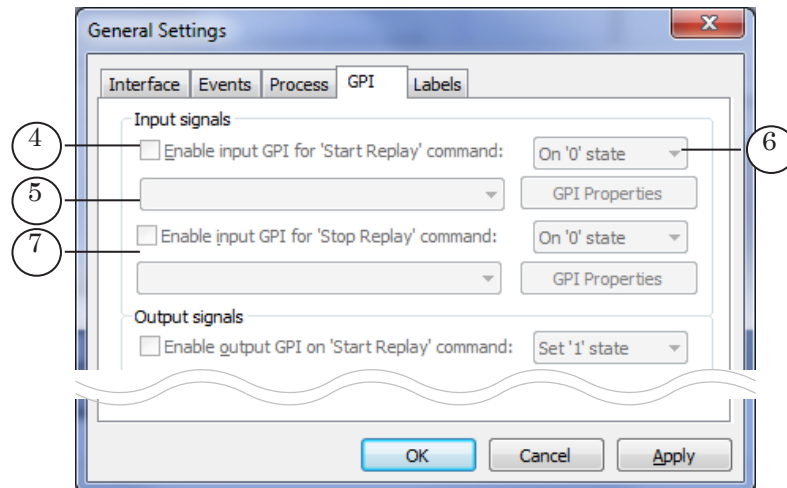 General Settings
Interface Events Process GPI Labels
Input signals
4 Enable input GPI for 'Start Replay' command: On '0' state 6
5 GPI Properties
7 Enable input GPI for 'Stop Replay' command: On '0' state
GPI Properties
Output signals
Enable output GPI on 'Start Replay' command: Set '1' state
OK Cancel Apply